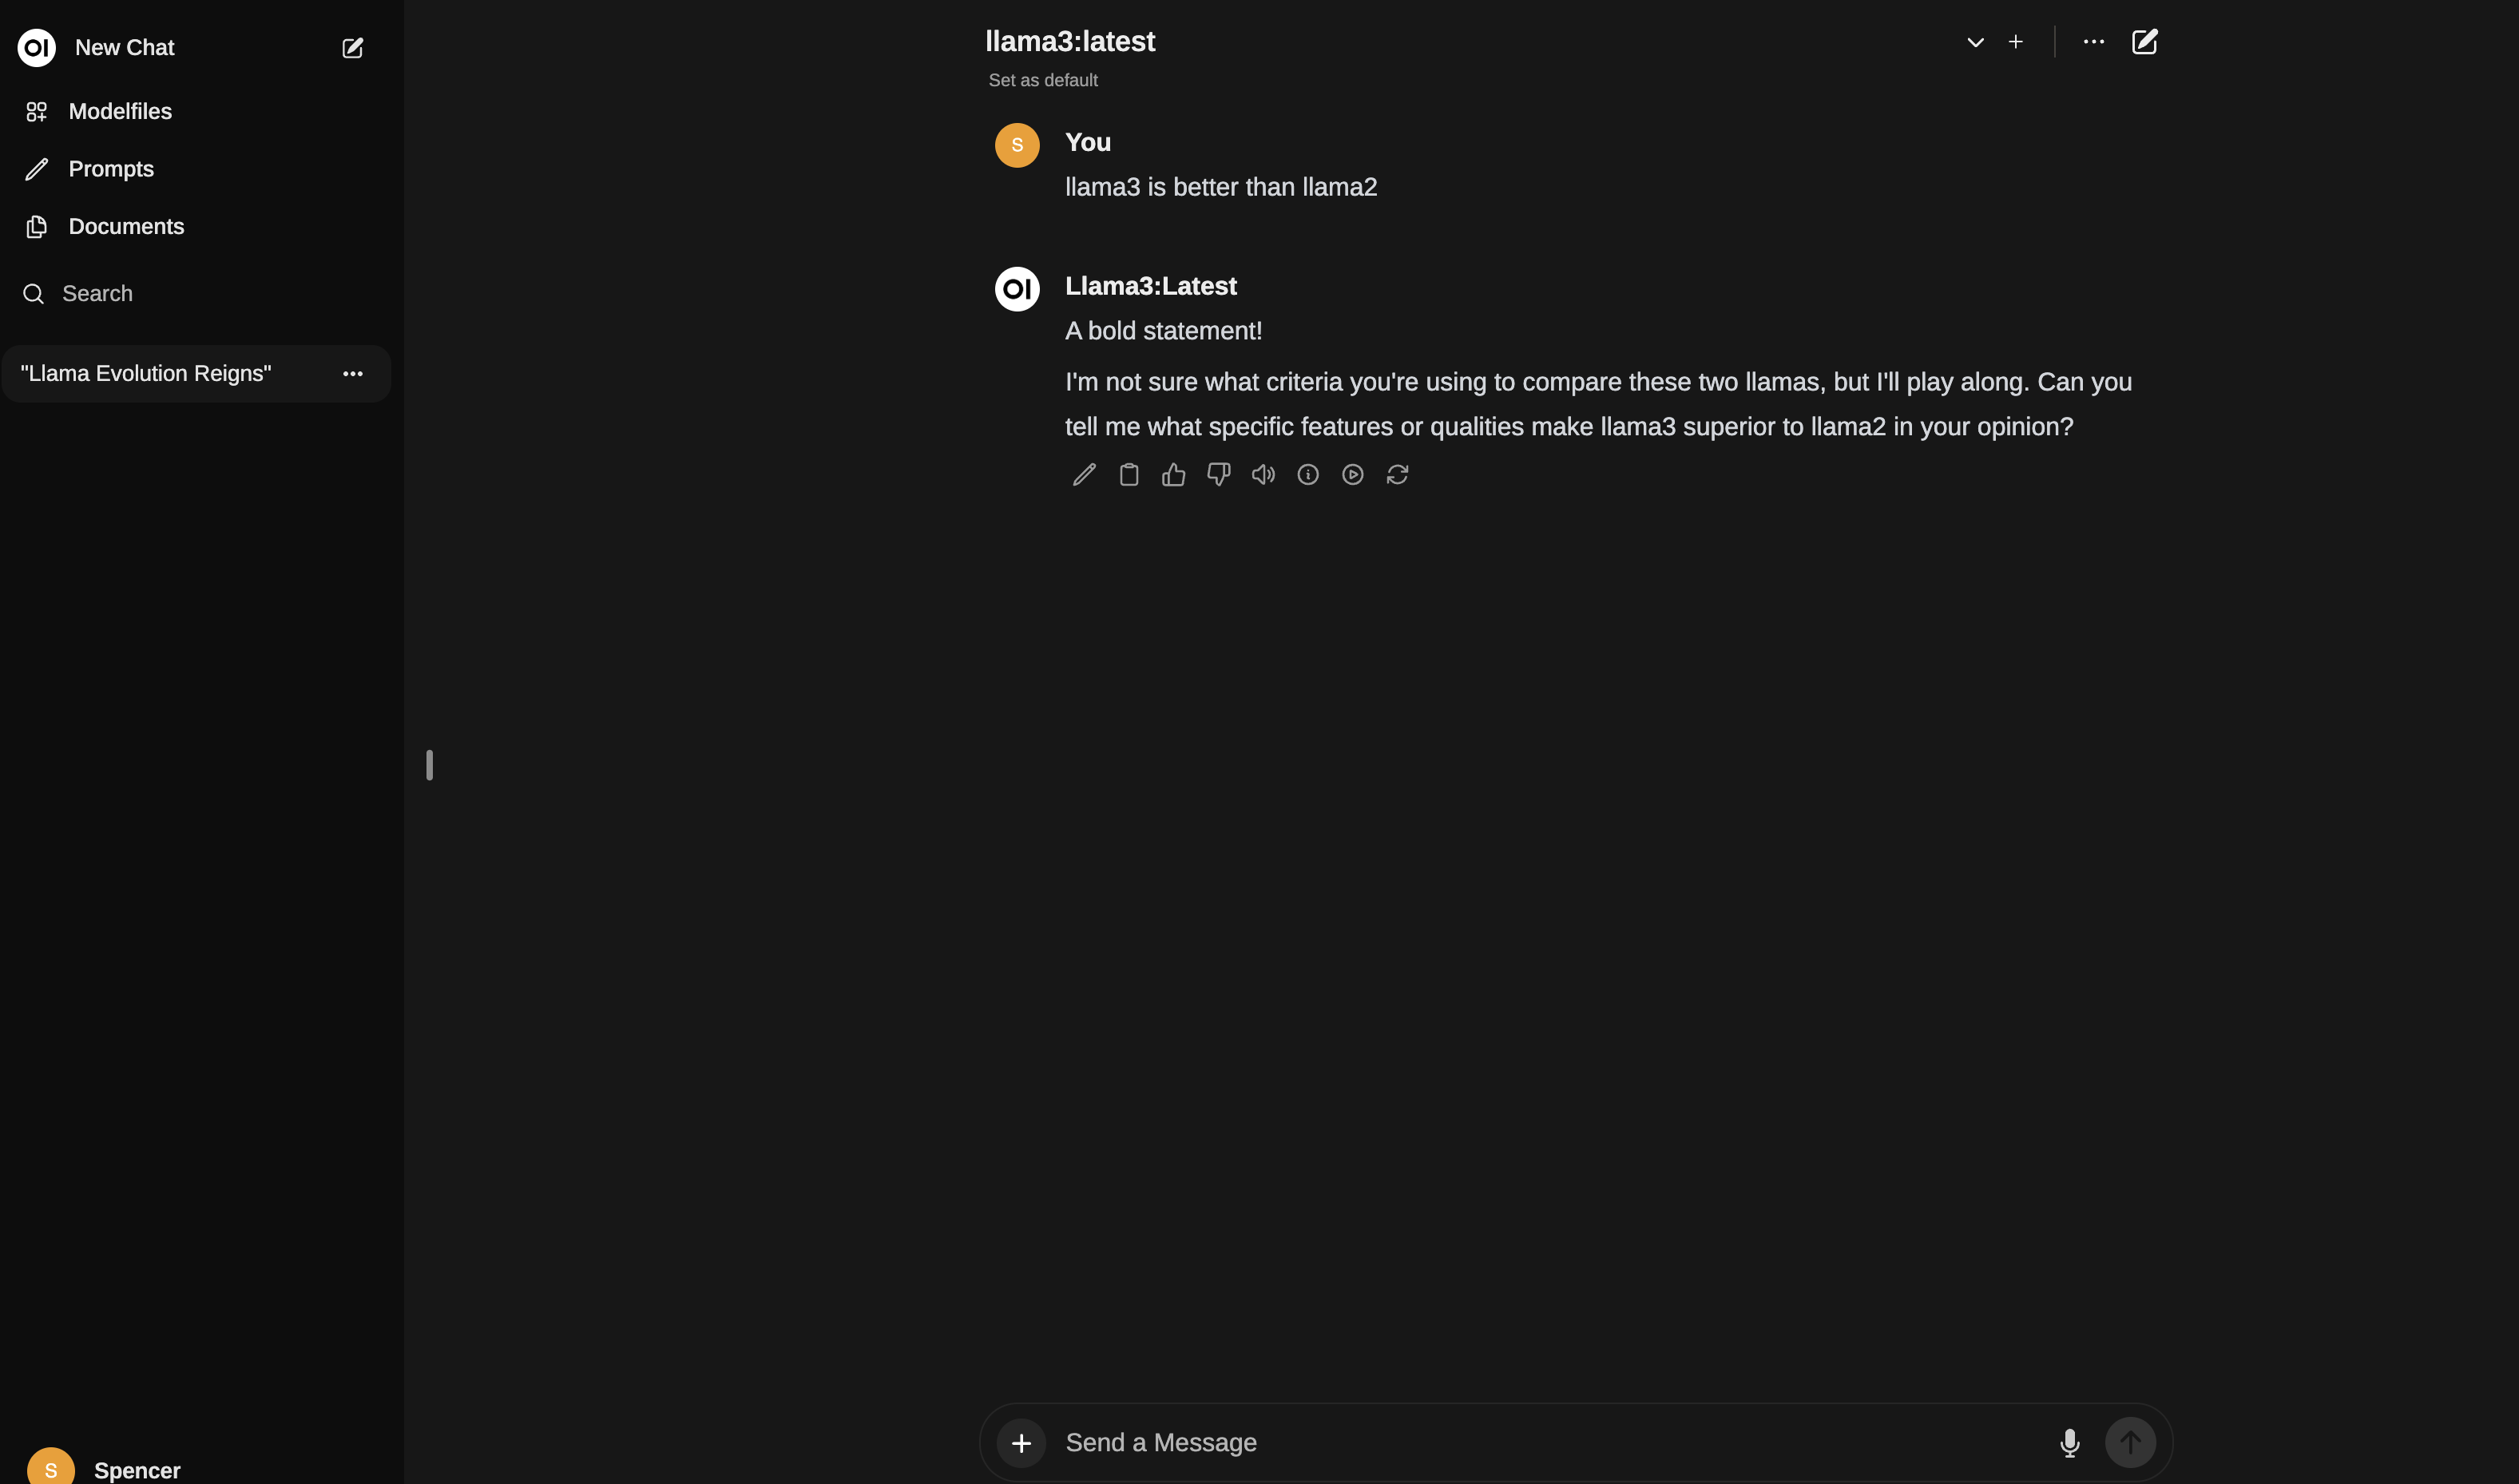 New Chat
Modelfiles
Prompts
Documents
Search
"Llama Evolution Reigns"
S Spencer
llama3:latest
Set as default
S You
llama3 is better than llama2
OI Llama3:Latest
A bold statement!
I'm not sure what criteria you're using to compare these two llamas, but I'll play along. Can you
tell me what specific features or qualities make llama3 superior to llama2 in your opinion?
Send a Message